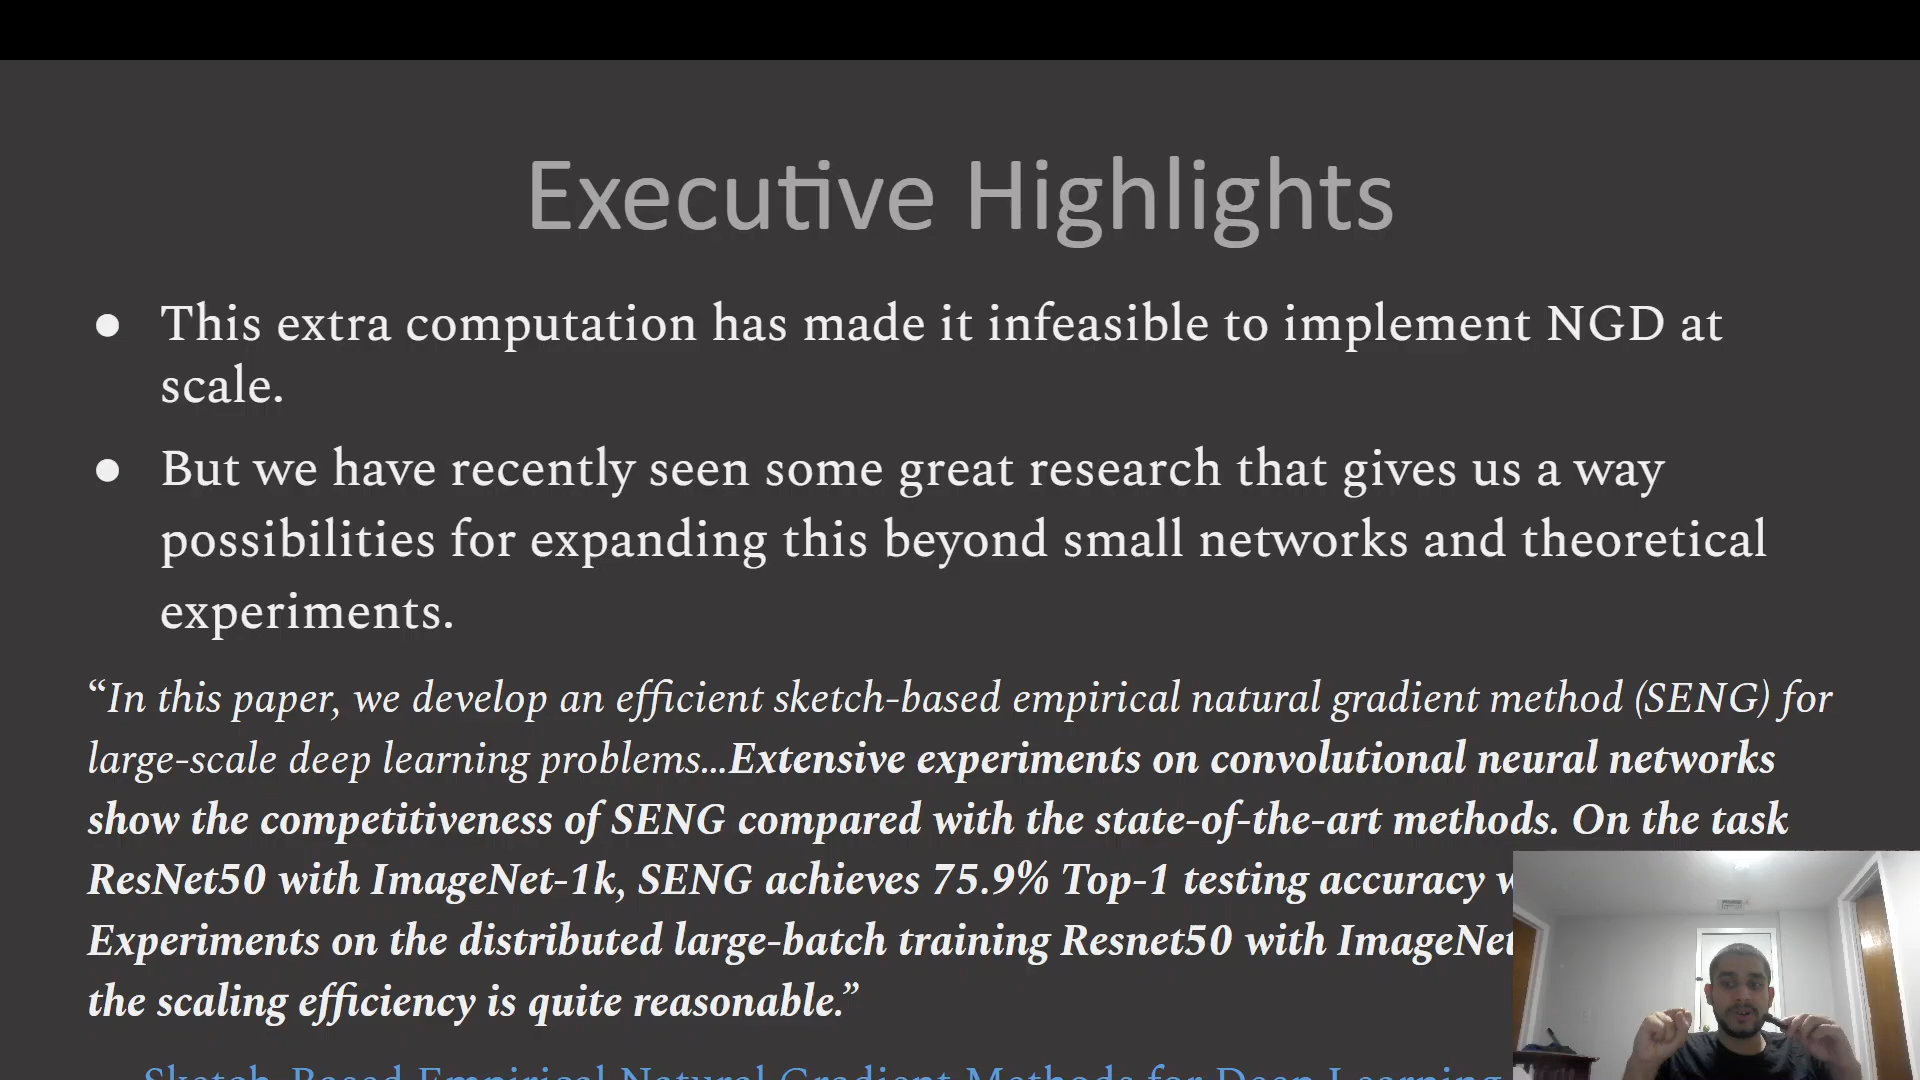 Executive Highlights
● This extra computation has made it infeasible to implement NGD at
scale.
● But we have recently seen some great research that gives us a way
possibilities for expanding this beyond small networks and theoretical
experiments.
“In this paper, we develop an efficient sketch-based empirical natural gradient method (SENG) for
large-scale deep learning problems…Extensive experiments on convolutional neural networks
show the competitiveness of SENG compared with the state-of-the-art methods. On the task
ResNet50 with ImageNet-1k, SENG achieves 75.9% Top-1 testing accuracy
Experiments on the distributed large-batch training Resnet50 with ImageNet
the scaling efficiency is quite reasonable.”
Sketch-Based Empirical Natural Gradient Methods for Deep Learning